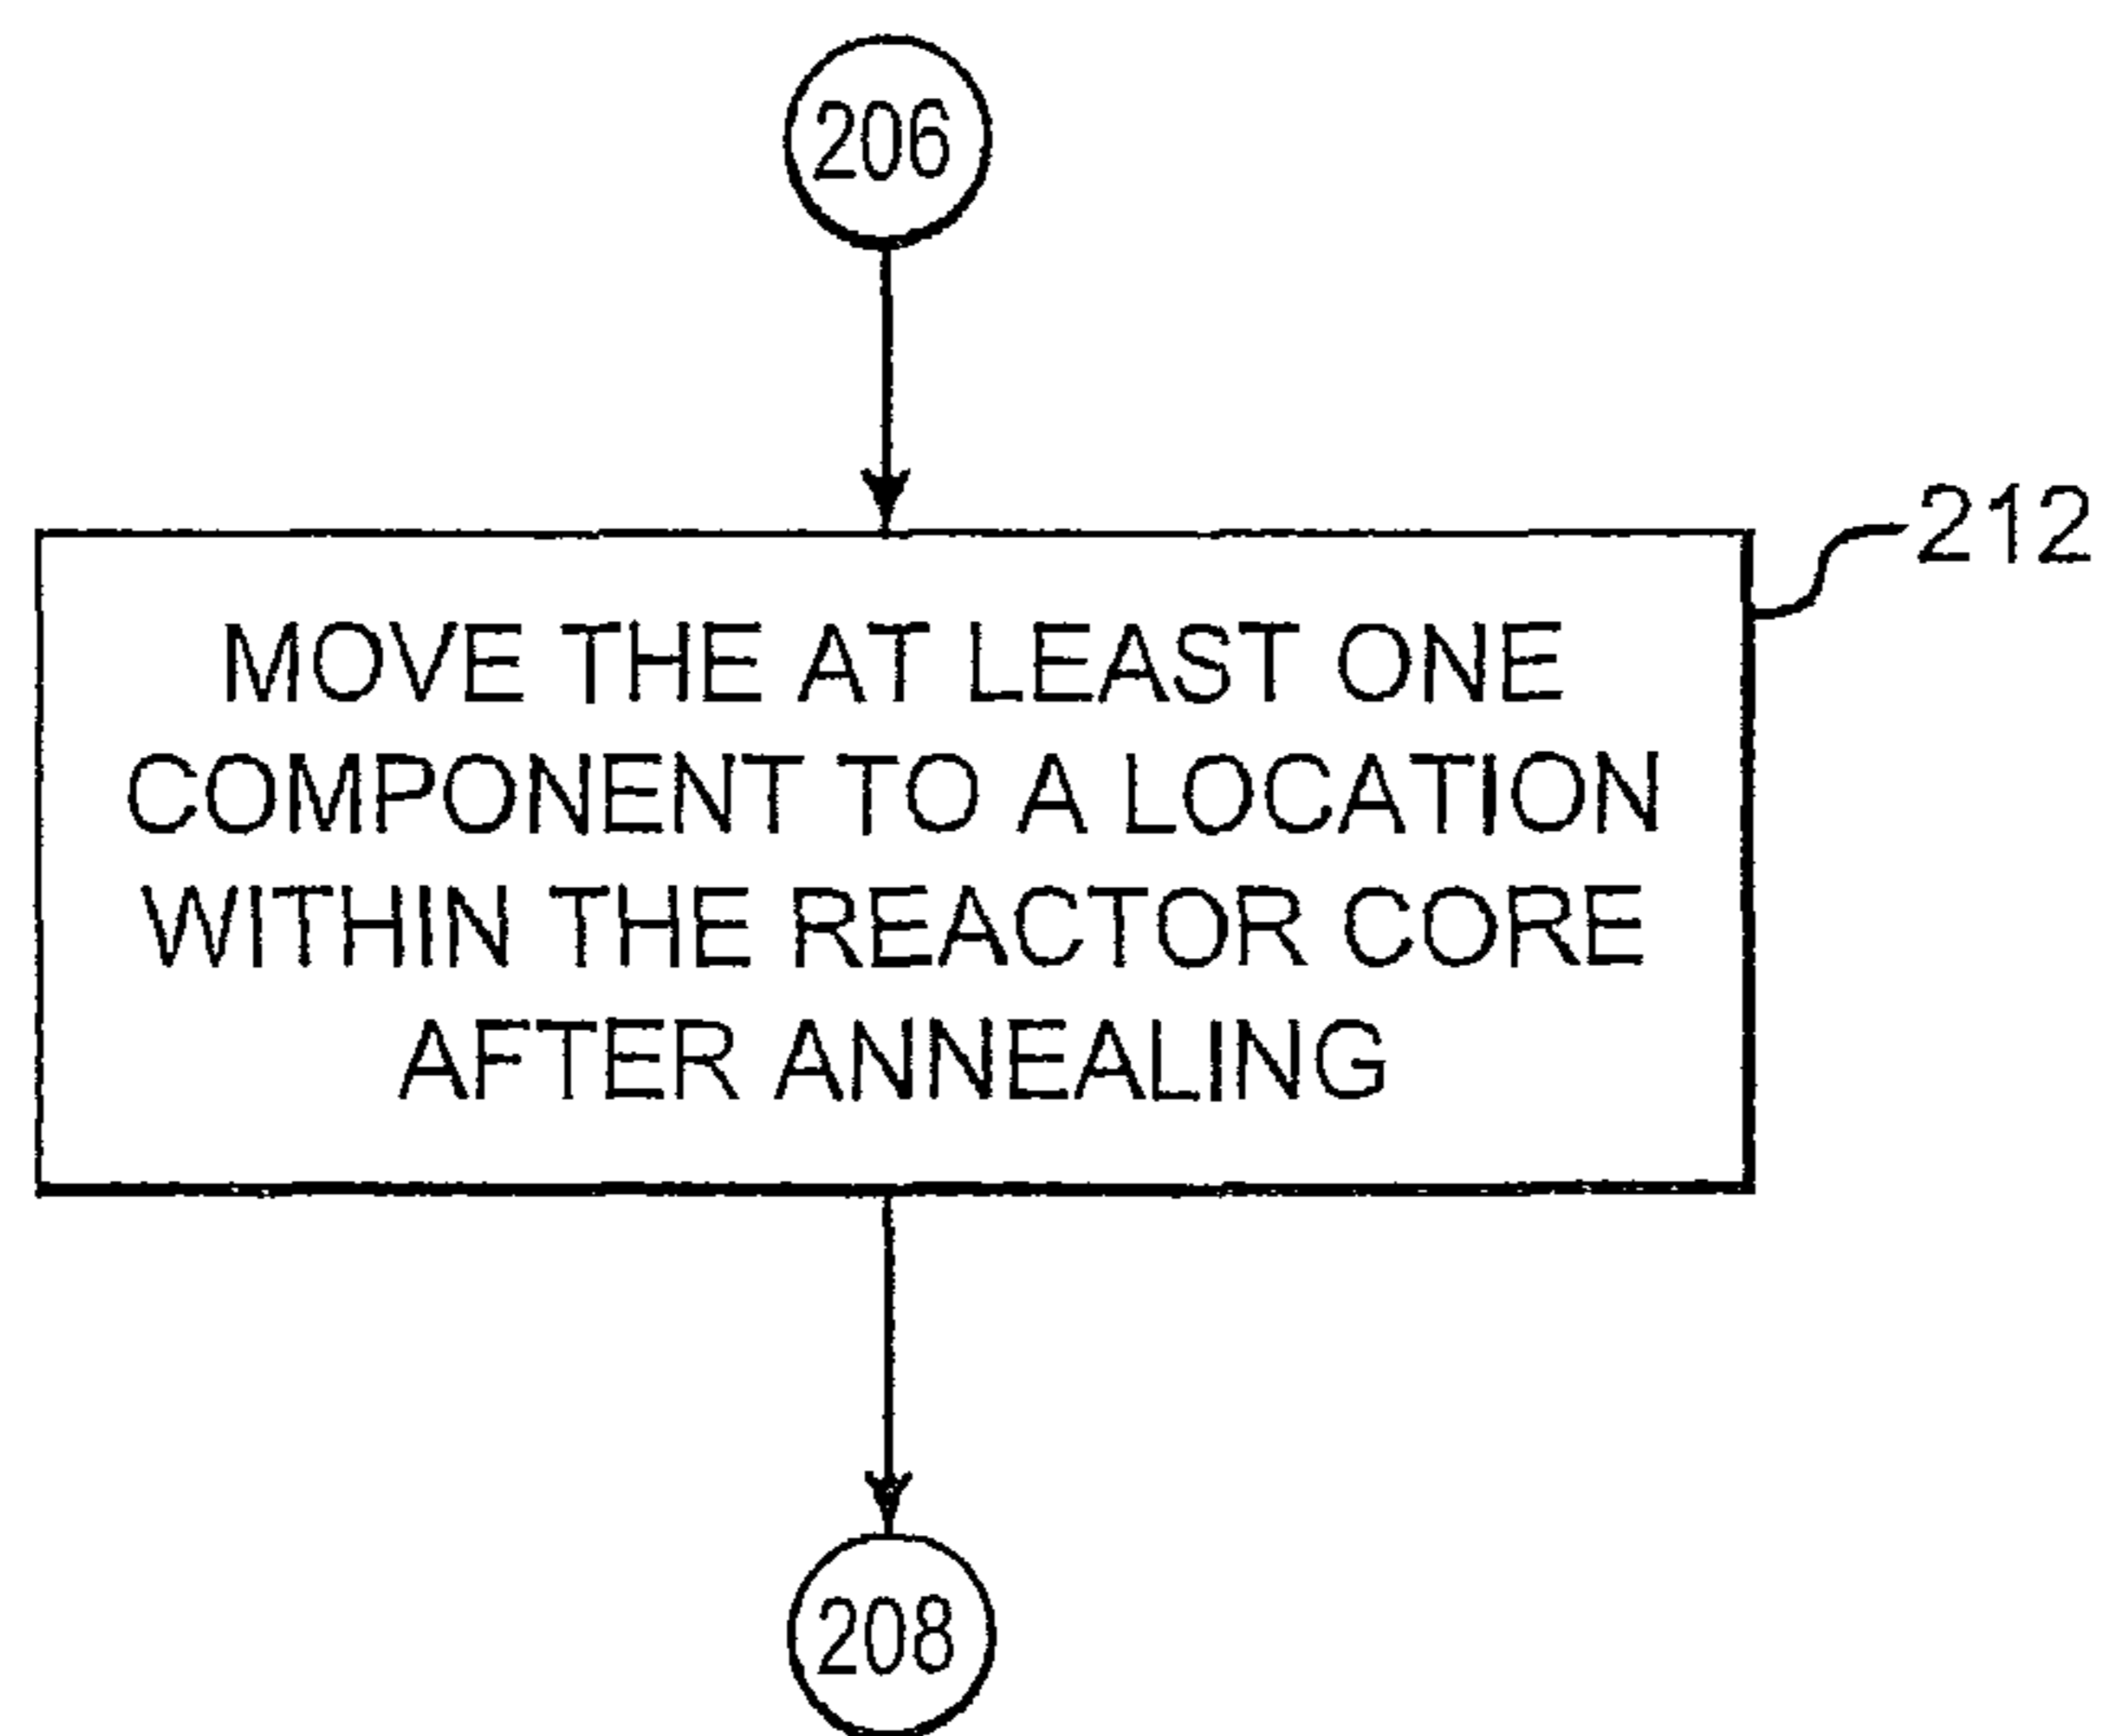 206
212
MOVE THE AT LEAST ONE
COMPONENT TO A LOCATION
WITHIN THE REACTOR CORE
AFTER ANNEALING
208